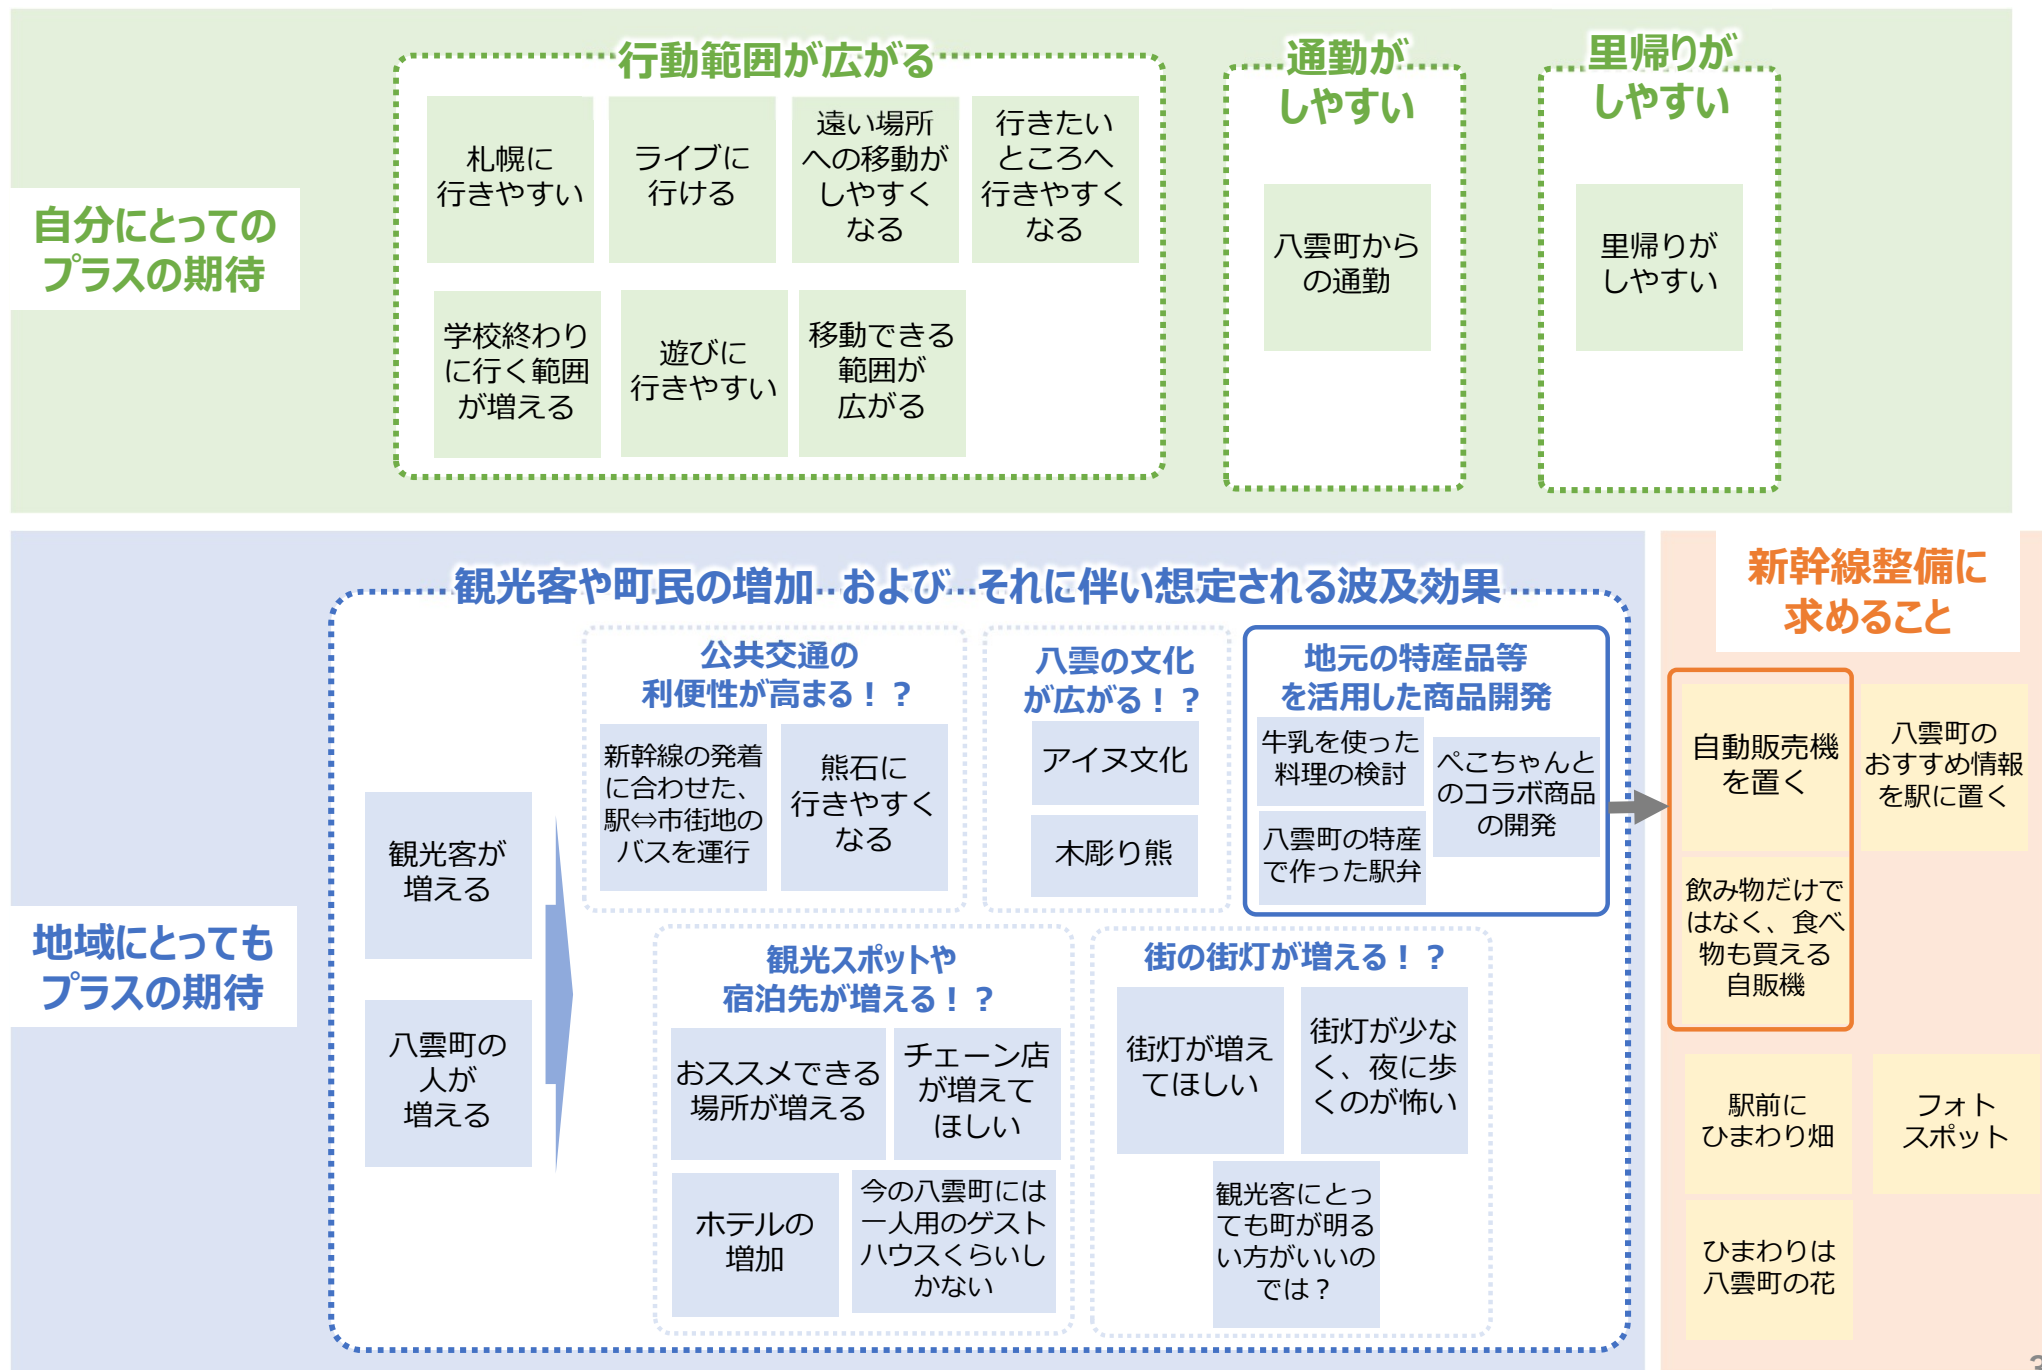 行動範囲が広がる
通勤が
しやすい
里帰りが
しやすい
札幌に
行きやすい
ライブに
行ける
遠い場所
への移動が
しやすく
なる
行きたい
ところへ
行きやすく
なる
自分にとっての
プラスの期待
八雲町から
の通勤
里帰りが
しやすい
学校終わり
に行く範囲
が増える
遊びに
行きやすい
移動できる
範囲が
広がる
観光客や町民の増加 および それに伴い想定される波及効果
公共交通の
利便性が高まる！？
新幹線の発着
に合わせた、
駅⇔市街地の
バスを運行
熊石に
行きやすく
なる
八雲の文化
が広がる！？
アイヌ文化
木彫り熊
地元の特産品等
を活用した商品開発
牛乳を使った
料理の検討
ぺこちゃんと
のコラボ商品
の開発
八雲町の特産
で作った駅弁
観光客が
増える
八雲町の
人が
増える
地域にとっても
プラスの期待
観光スポットや
宿泊先が増える！？
おススメできる
場所が増える
チェーン店
が増えて
ほしい
ホテルの
増加
今の八雲町には
一人用のゲスト
ハウスくらいし
かない
街の街灯が増える！？
街灯が増え
てほしい
街灯が少な
く、夜に歩
くのが怖い
観光客にとっ
ても町が明る
い方がいいの
では？
新幹線整備に
求めること
自動販売機
を置く
八雲町の
おすすめ情報
を駅に置く
飲み物だけで
はなく、食べ
物も買える
自販機
駅前に
ひまわり畑
フォト
スポット
ひまわりは
八雲町の花